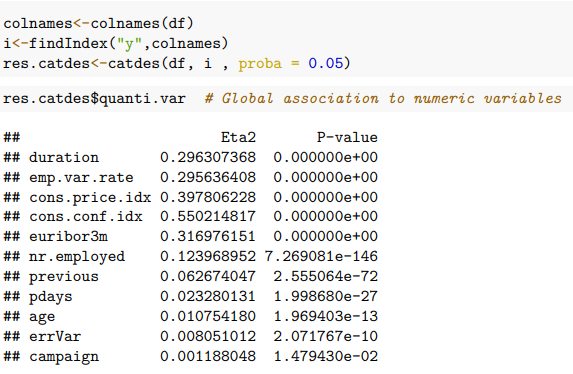 colnames<-colnames(df)
i<-findIndex("y",colnames)
res.catdes<-catdes(df, i , proba = 0.05)
res.catdes$quanti.var  # Global association to numeric variables
##                     Eta2       P-value
## duration       0.296307368  0.000000e+00
## emp.var.rate   0.295636408  0.000000e+00
## cons.price.idx 0.397806228  0.000000e+00
## cons.conf.idx  0.550214817  0.000000e+00
## euribor3m      0.316976151  0.000000e+00
## nr.employed    0.123968952 7.269081e-146
## previous       0.062674047  2.555064e-72
## pdays          0.023280131  1.998680e-27
## age            0.010754180  1.969403e-13
## errVar         0.008051012  2.071767e-10
## campaign       0.001188048  1.479430e-02